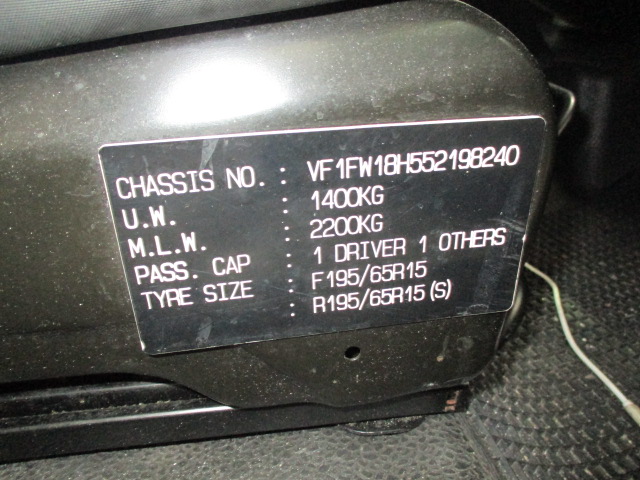 CHASSIS NO. : VF1FW18H552198240
U.W. : 1400KG
M.L.W. : 2200KG
PASS. CAP : 1 DRIVER 1 OTHERS
TYRE SIZE : F195/65R15
: R195/65R15(S)